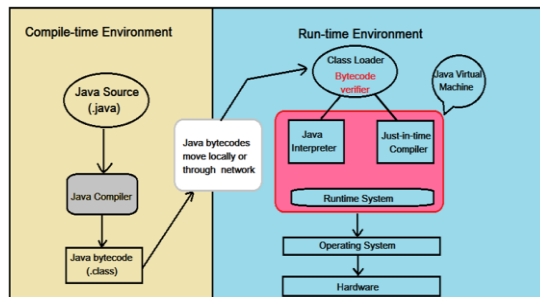 Compile-time Environment
Java Source
(.java)
Java Compiler
Java bytecode
(.class)
Java bytecodes
move locally or
through network
Run-time Environment
Class Loader
Bytecode
verifier
Java Virtual
Machine
Java
Interpreter
Just-in-time
Compiler
Runtime System
Operating System
Hardware